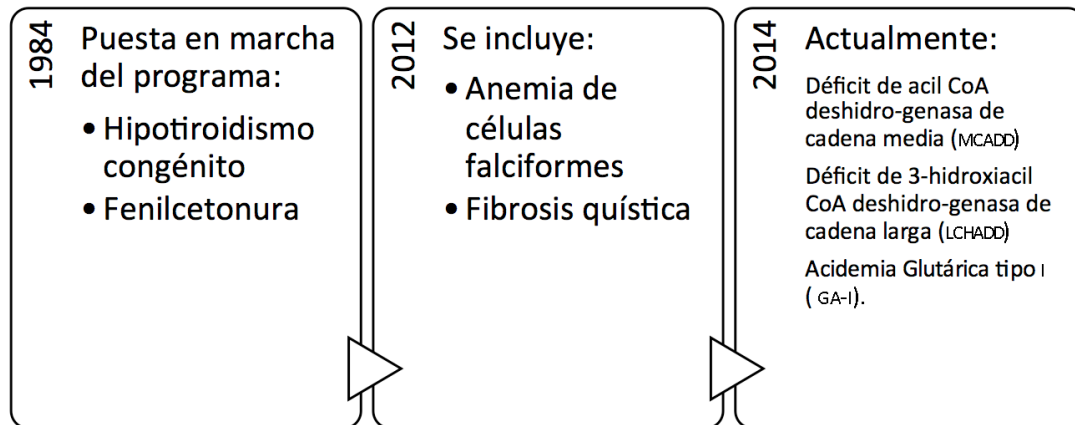 1984
Puesta en marcha
del programa:
• Hipotiroidismo
congénito
• Fenilcetonura
2012
Se incluye:
• Anemia de
células
falciformes
• Fibrosis quística
2014
Actualmente:
Déficit de acil CoA
deshidro-genasa de
cadena media (MCADD)
Déficit de 3-hidroxiacil
CoA deshidro-genasa de
cadena larga (LCHADD)
Acidemia Glutárica tipo I
( GA-I).